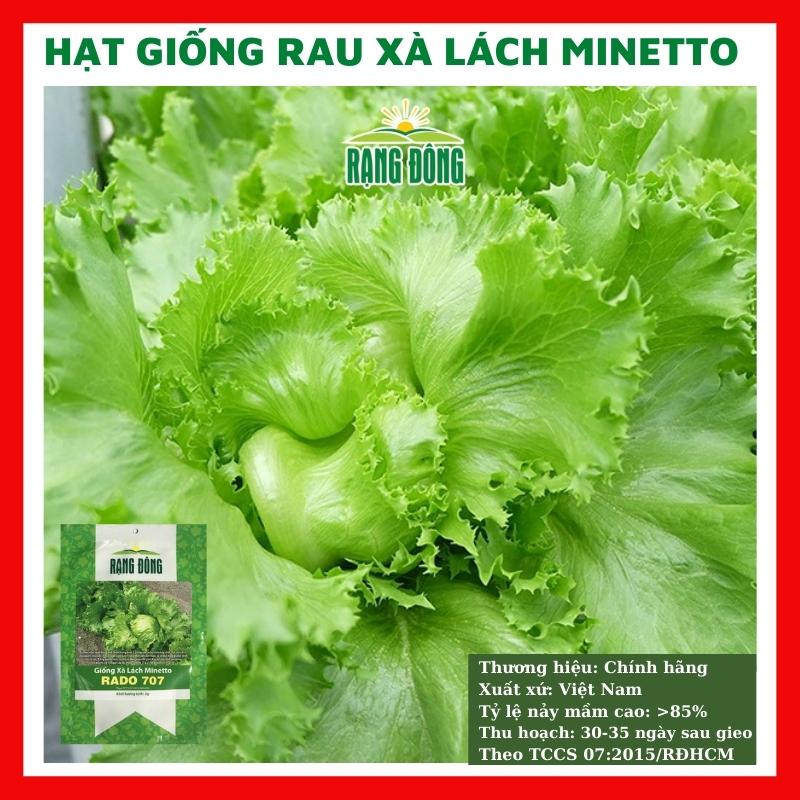 HẠT GIỐNG RAU XÀ LÁCH MINETTO
RẠNG ĐÔNG
RẠNG ĐÔNG
Giống Xà Lách Minetto
RADO 707
Thương hiệu: Chính hãng
Xuất xứ: Việt Nam
Tỷ lệ nảy mầm cao: >85%
Thu hoạch: 30-35 ngày sau gieo
Theo TCCS 07:2015/RĐHCM